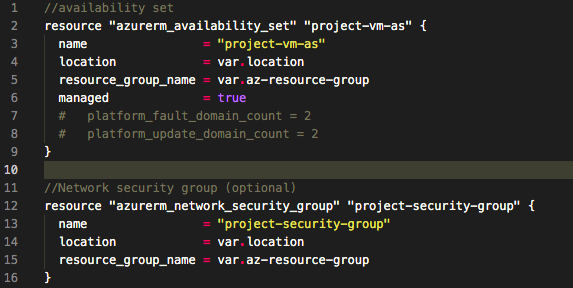 1 //availability set
2 resource "azurerm_availability_set" "project-vm-as" {
3   name                = "project-vm-as"
4   location            = var.location
5   resource_group_name = var.az-resource-group
6   managed             = true
7   #   platform_fault_domain_count = 2
8   #   platform_update_domain_count = 2
9 }
10
11 //Network security group (optional)
12 resource "azurerm_network_security_group" "project-security-group" {
13   name                = "project-security-group"
14   location            = var.location
15   resource_group_name = var.az-resource-group
16 }